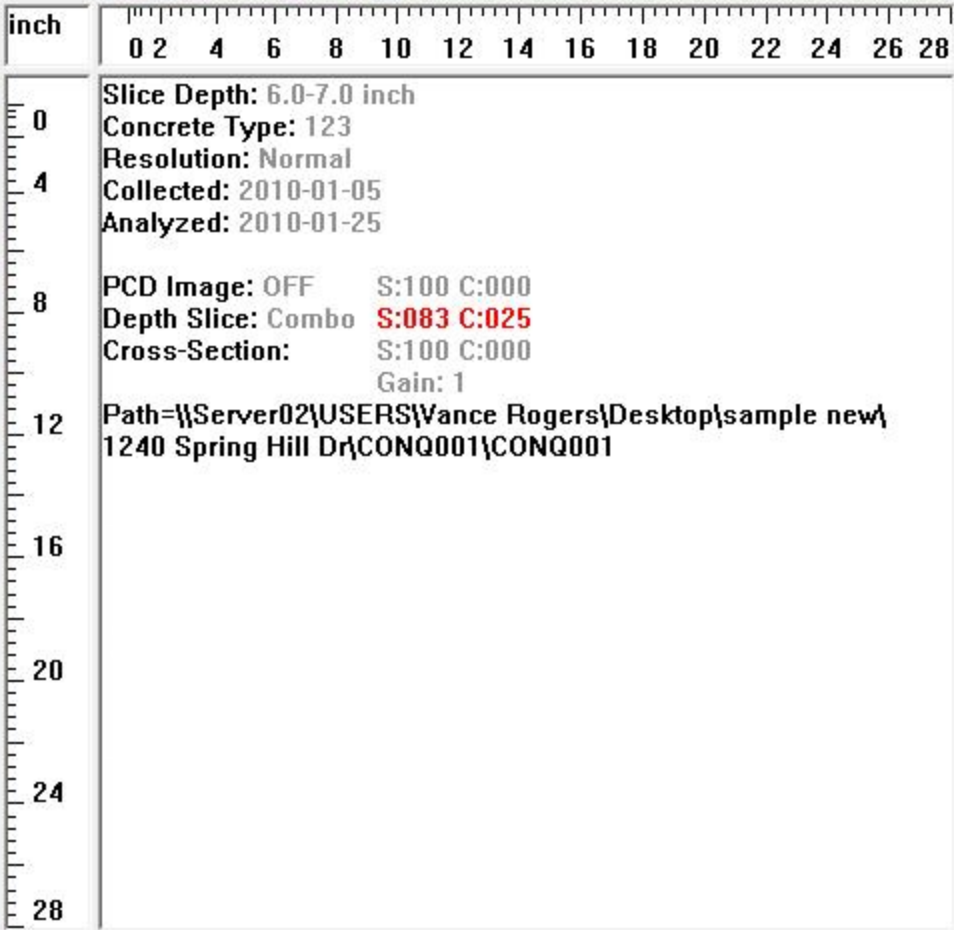 inch
0 2 4 6 8 10 12 14 16 18 20 22 24 26 28
Slice Depth: 6.0-7.0 inch
Concrete Type: 123
Resolution: Normal
Collected: 2010-01-05
Analyzed: 2010-01-25
PCD Image: OFF S:100 C:000
Depth Slice: Combo S:083 C:025
Cross-Section: S:100 C:000
Gain: 1
Path=\\Server02\USERS\Vance Rogers\Desktop\sample new\
1240 Spring Hill Dr\CONQ001\CONQ001
0
4
8
12
16
20
24
28